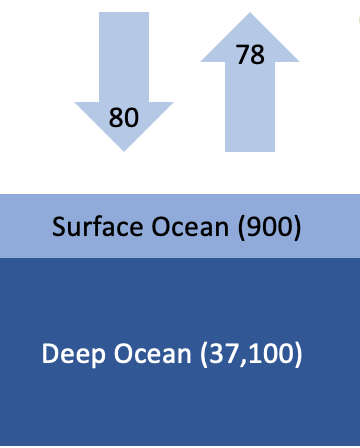 78
80
Surface Ocean (900)
Deep Ocean (37,100)